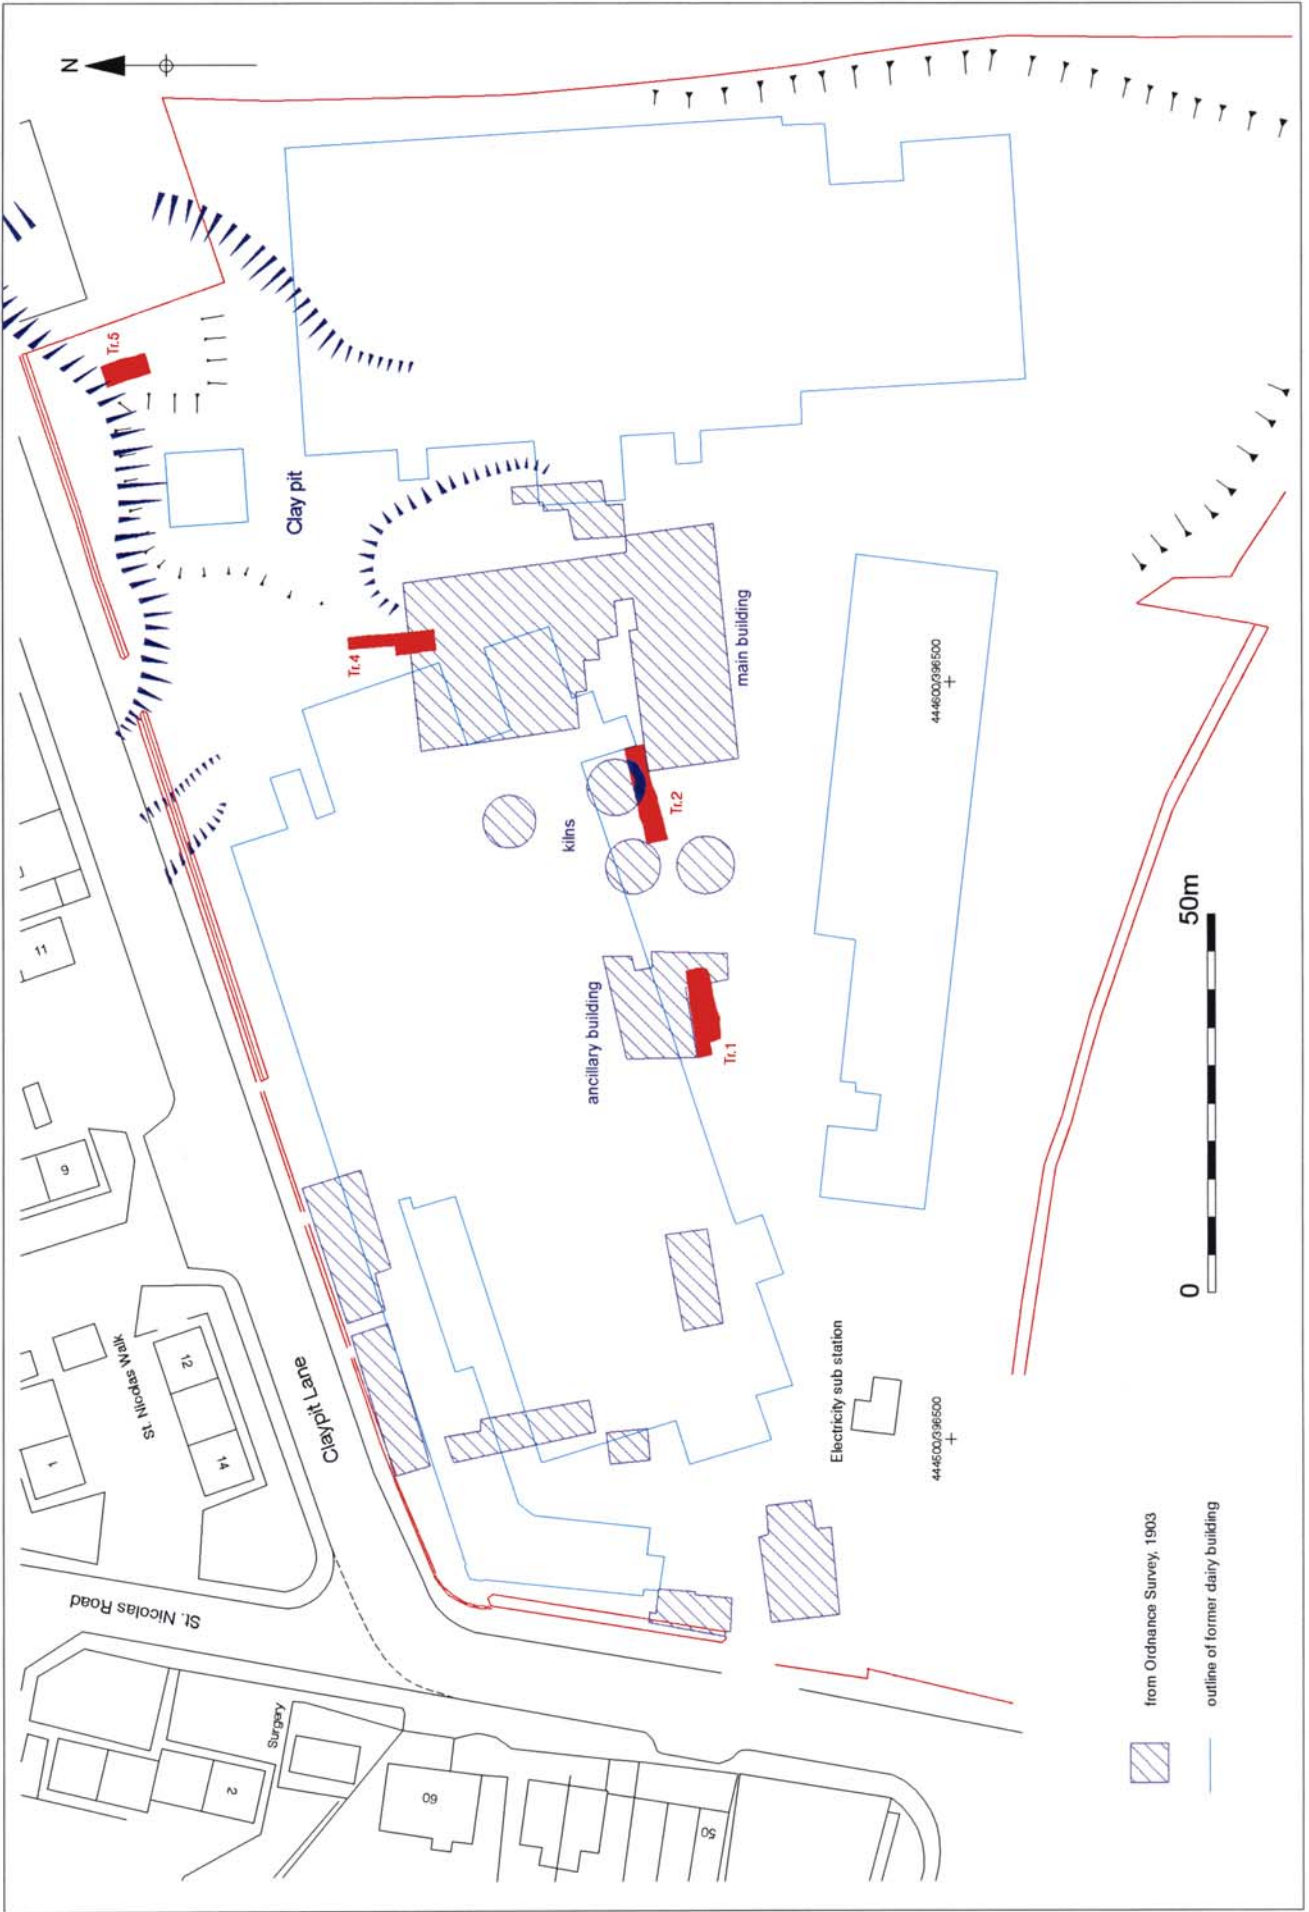 N
Tr.5
Clay pit
Tr.4
main building
444600/396500
kilns
Tr.2
11
ancillary building
Tr.1
50m
0
9
St. Nicolas Walk
12
14
1
Claypit Lane
Electricity sub station
444500/396500
St. Nicolas Road
Surgery
2
60
50
from Ordnance Survey, 1903
outline of former dairy building